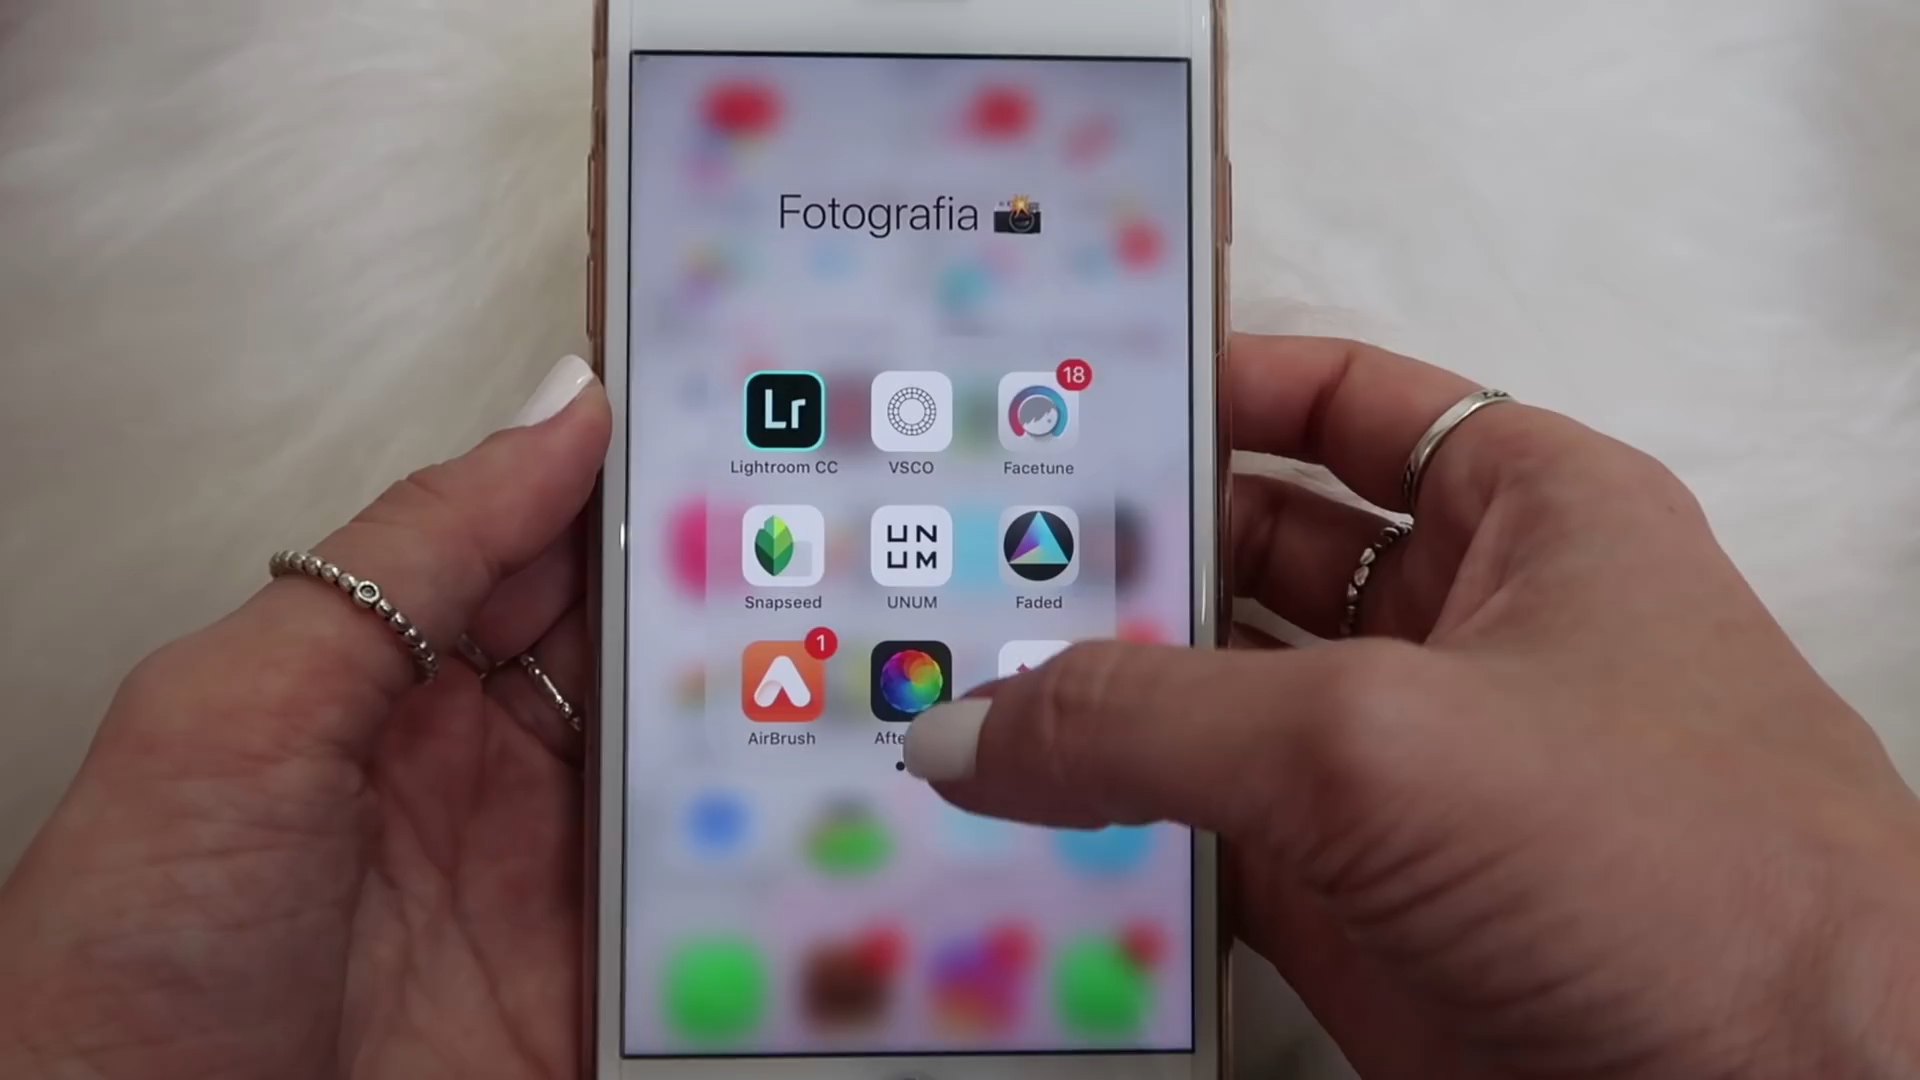 Fotografia
18
Lr
Lightroom CC
VSCO
Facetune
UN
UM
Snapseed
UNUM
Faded
1
AirBrush